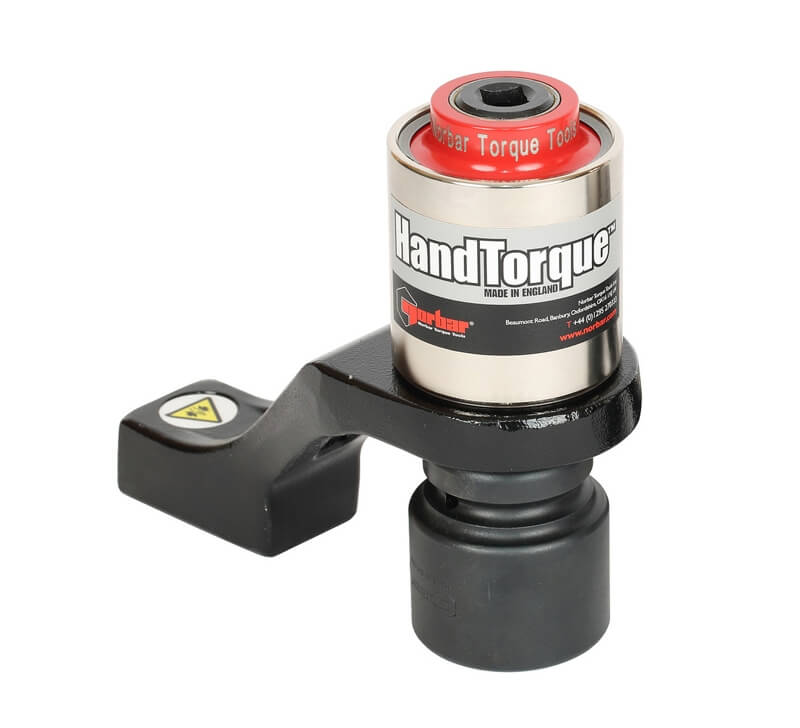 Norbar Torque Tools
HandTorque™
MADE IN ENGLAND
norbar®
Norbar Torque Tools
Norbar Torque Tools Ltd
Beaumont Road, Banbury, Oxfordshire, OX16 1XJ UK
T +44 (0)1295 270333
www.norbar.com